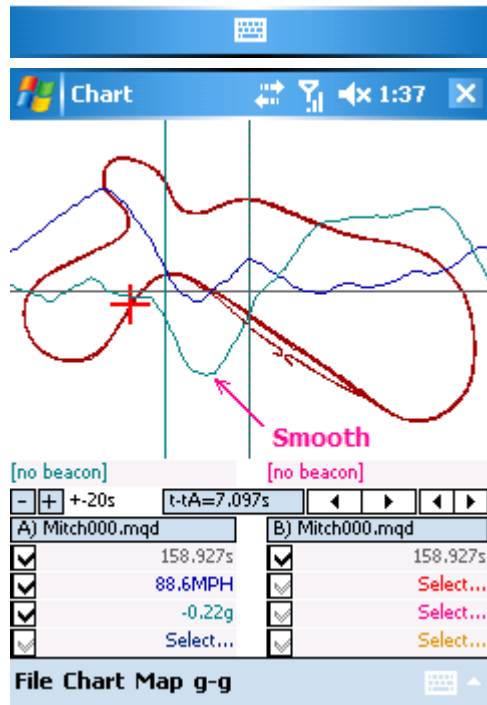 Chart 1:37
Smooth
[no beacon] [no beacon]
- + +-20s t-tA=7.097s
A) Mitch000.mqd B) Mitch000.mqd
158.927s 158.927s
88.6MPH Select...
-0.22g Select...
Select... Select...
File Chart Map g-g